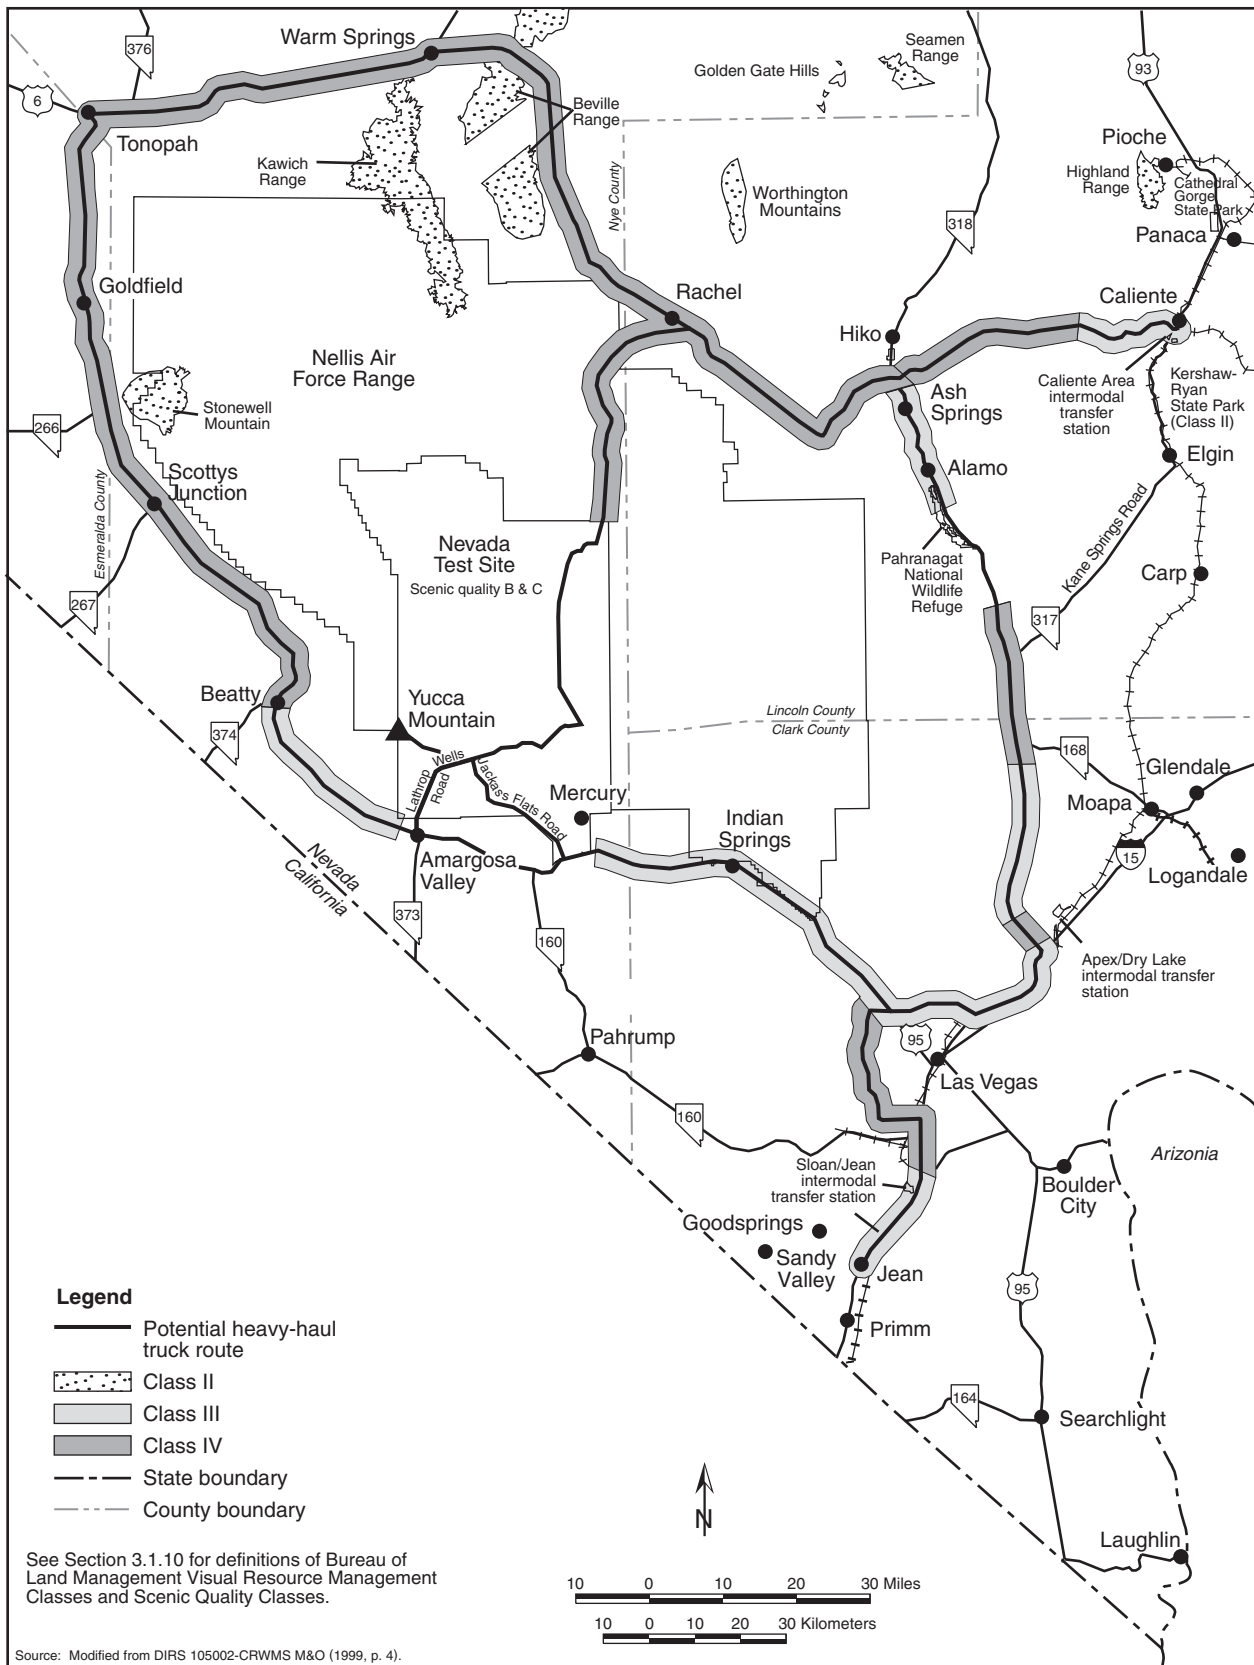 Warm Springs
376
6
Tonopah
Seamen
Range
Golden Gate Hills
93
Beville
Range
Kawich
Range
Nye County
Worthington
Mountains
Pioche
Highland
Range
Cathedral
Gorge
State Park
Panaca
318
Goldfield
Rachel
Hiko
Caliente
Nellis Air
Force Range
Stonewell
Mountain
266
Ash
Springs
Caliente Area
intermodal
transfer
station
Kershaw-
Ryan
State Park
(Class II)
Alamo
Elgin
Scottys
Junction
Esmeralda County
Nevada
Test Site
Scenic quality B & C
Pahranagat
National
Wildlife
Refuge
Kane Springs Road
Carp
267
317
Beatty
374
Yucca
Mountain
Lincoln County
Clark County
168
Glendale
Moapa
15
Logandale
Lathrop Wells
Road
Jackass Flats Road
Mercury
Indian
Springs
Amargosa
Valley
Nevada
California
373
160
Apex/Dry Lake
intermodal transfer
station
Pahrump
95
Las Vegas
160
Arizonia
Sloan/Jean
intermodal
transfer station
Boulder
City
Goodsprings
Sandy
Valley
Jean
95
Primm
164
Searchlight
Laughlin
Legend
Potential heavy-haul
truck route
Class II
Class III
Class IV
State boundary
County boundary
N
See Section 3.1.10 for definitions of Bureau of
Land Management Visual Resource Management
Classes and Scenic Quality Classes.
10 0 10 20 30 Miles
10 0 10 20 30 Kilometers
Source: Modified from DIRS 105002-CRWMS M&O (1999, p. 4).